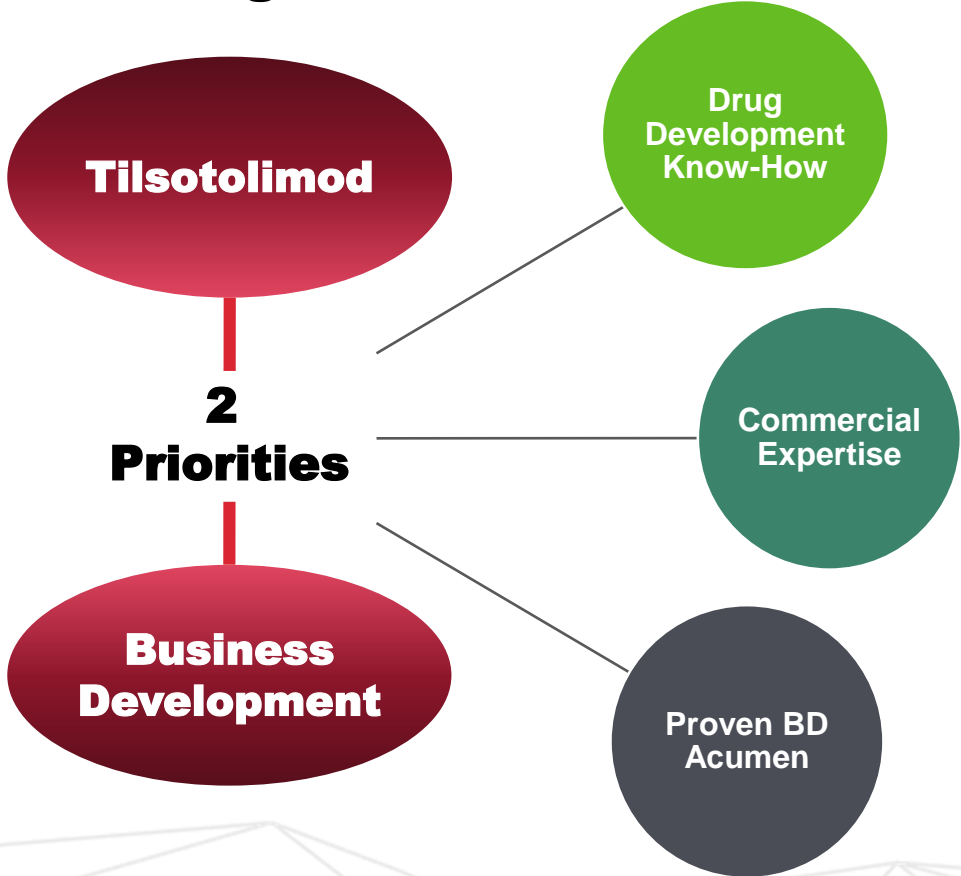 Tilsotolimod
2
Priorities
Business
Development
Drug
Development
Know-How
Commercial
Expertise
Proven BD
Acumen